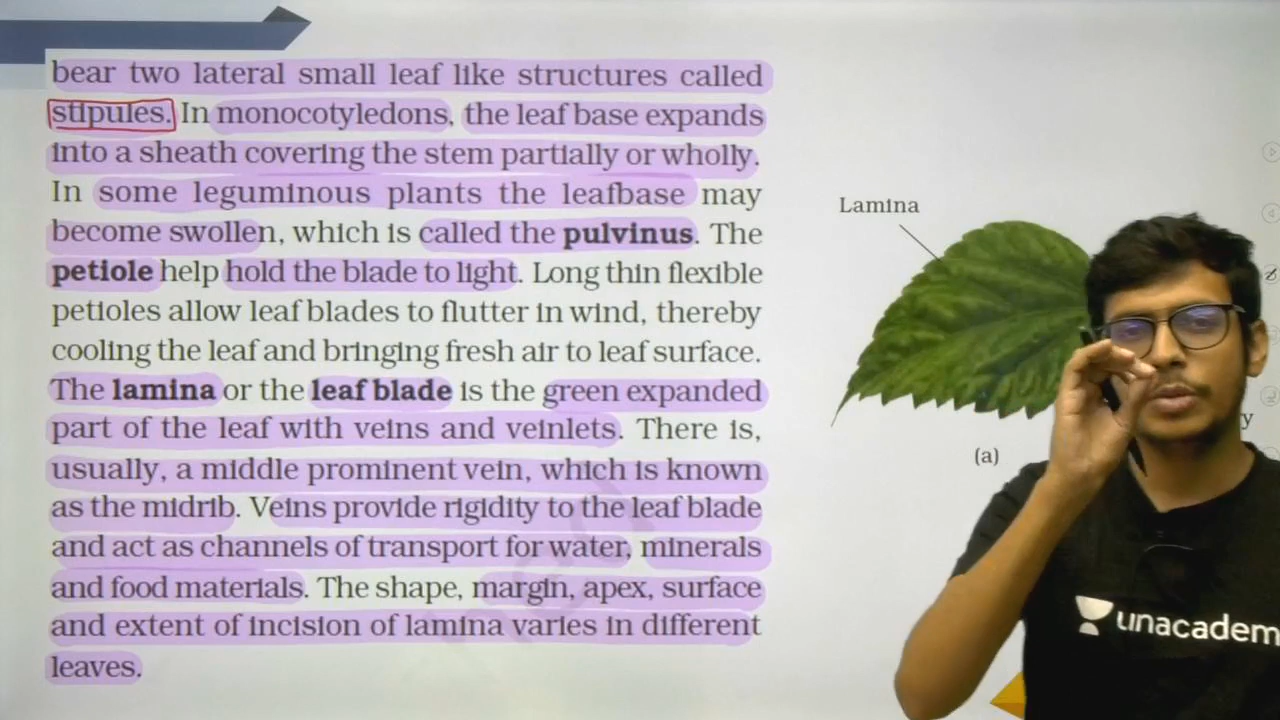 bear two lateral small leaf like structures called
stipules. In monocotyledons, the leaf base expands
into a sheath covering the stem partially or wholly.
In some leguminous plants the leafbase may
become swollen, which is called the pulvinus. The
petiole help hold the blade to light. Long thin flexible
petioles allow leaf blades to flutter in wind, thereby
cooling the leaf and bringing fresh air to leaf surface.
The lamina or the leaf blade is the green expanded
part of the leaf with veins and veinlets. There is,
usually, a middle prominent vein, which is known
as the midrib. Veins provide rigidity to the leaf blade
and act as channels of transport for water, minerals
and food materials. The shape, margin, apex, surface
and extent of incision of lamina varies in different
leaves.
Lamina
(a)
unacadem